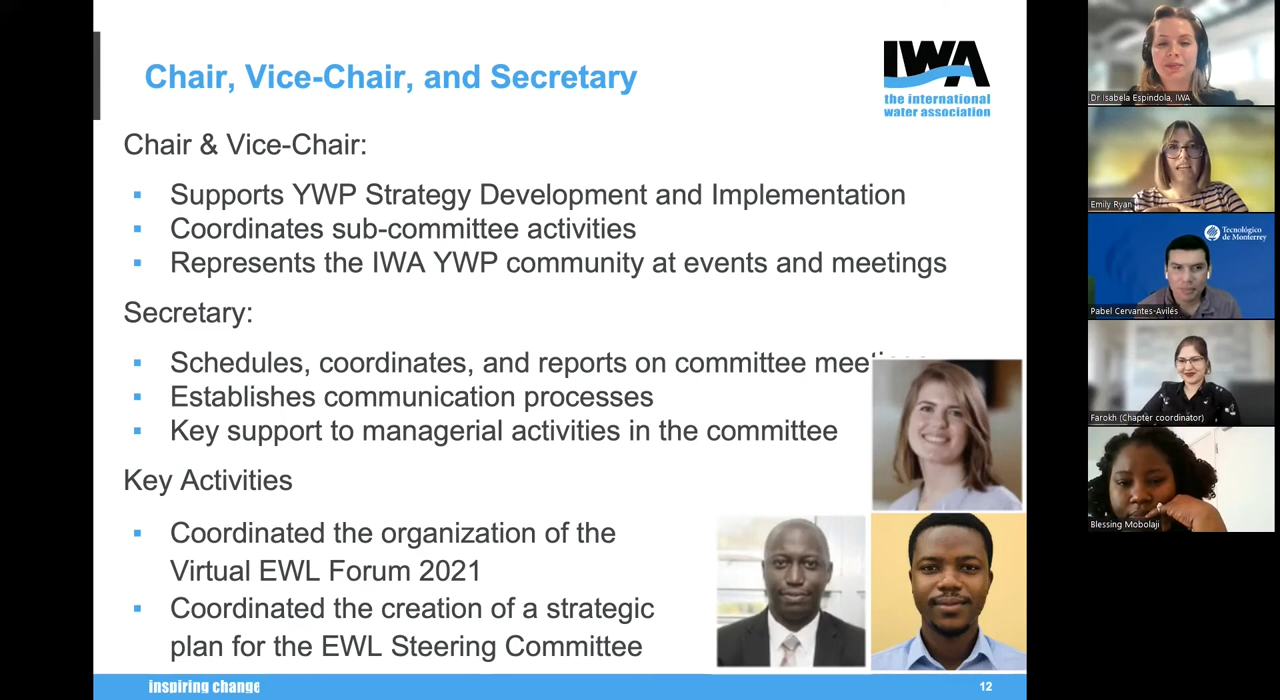 Chair, Vice-Chair, and Secretary
IWA
the international
water association
Chair & Vice-Chair:
▪ Supports YWP Strategy Development and Implementation
▪ Coordinates sub-committee activities
▪ Represents the IWA YWP community at events and meetings
Secretary:
▪ Schedules, coordinates, and reports on committee
▪ Establishes communication processes
▪ Key support to managerial activities in the committee
Key Activities
▪ Coordinated the organization of the
Virtual EWL Forum 2021
▪ Coordinated the creation of a strategic
plan for the EWL Steering Committee
inspiring change
12
Dr Isabela Espindola, IWA
Emily Ryan
Tecnológico
de Monterrey
Pabel Cervantes-Avilés
Farokh (Chapter coordinator)
Blessing Mobolaji